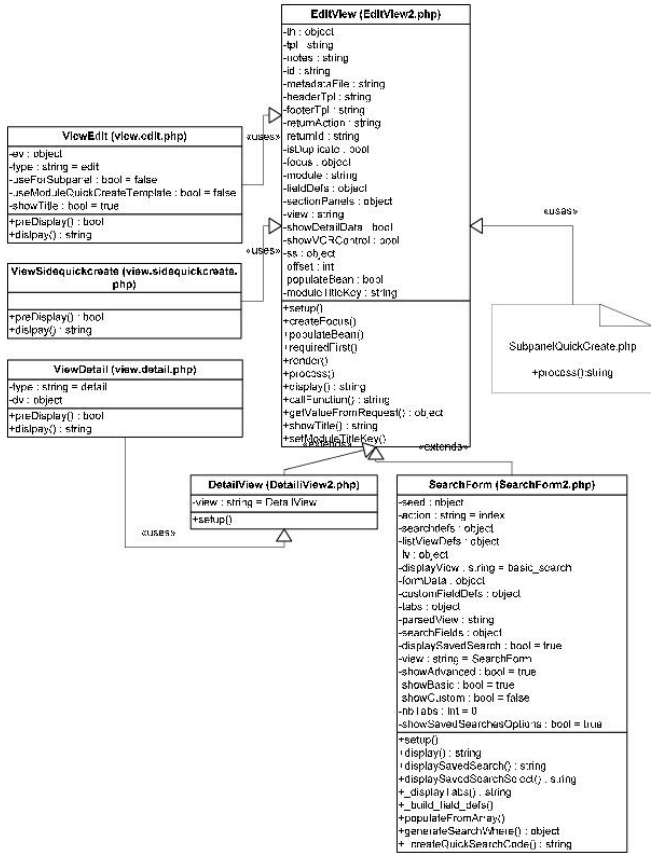 EditView (EditView2.php)
-th : object
-tpl : string
-notes : string
-id : string
-metadataFile : string
-headerTpl : string
-footerTpl : string
-returnAction : string
returnId : string
-isDuplicate : bool
-focus : object
-module : string
-fieldDefs : object
-sectionPanels : object
-view : string
-showDetailData : bool
-showVCRControl : bool
-ss : object
offset : int
populateBean : bool
-moduleTitleKey : string
+setup()
+createFocus()
+populateBean()
+requiredFirst()
+render()
+process()
+display() : string
+callFunction() : string
+getValueFromRequest() : object
+showTitle() : string
+setModuleTitleKey()
ViewEdit (view.edit.php)
-ev : object
-type : string = edit
-useForSubpanel : bool = false
-useModuleQuickCreateTemplate : bool = false
-showTitle : bool = true
+preDisplay() : bool
+dislpay() : string
«uses»
ViewSidequickcreate (view.sidequickcreate.
php)
+preDisplay() : bool
+dislpay() : string
«uses»
ViewDetail (view.detail.php)
-type : string = detail
-dv : object
+preDisplay() : bool
+dislpay() : string
«uses»
«uses»
SubpanelQuickCreate.php
+process():string
«extends»
«extends»
DetailView (DetailiView2.php)
-view : string = DetailView
+setup()
SearchForm (SearchForm2.php)
-seed : object
-action : string = index
-searchdefs : object
-listViewDefs : object
lv : object
-displayView : string = basic_search
-formData : object
-customFieldDefs : object
-tabs : object
-parsedView : string
-searchFields : object
-displaySavedSearch : bool = true
-view : string = SearchForm
-showAdvanced : bool = true
showBasic : bool = true
showCustom : bool = false
-nbTabs : int = 0
-showSavedSearchesOptions : bool = true
+setup()
+display() : string
+displaySavedSearch() : string
+displaySavedSearchSelect() : string
+_displayTabs() : string
+_build_field_defs()
+populateFromArray()
+generateSearchWhere() : object
+_createQuickSearchCode() : string